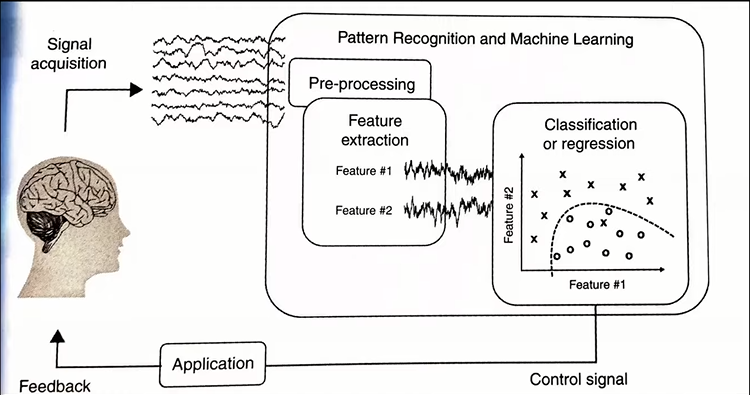 Signal
acquisition
Pattern Recognition and Machine Learning
Pre-processing
Feature
extraction
Feature #1
Feature #2
Classification
or regression
Feature #2
Feature #1
Application
Feedback
Control signal